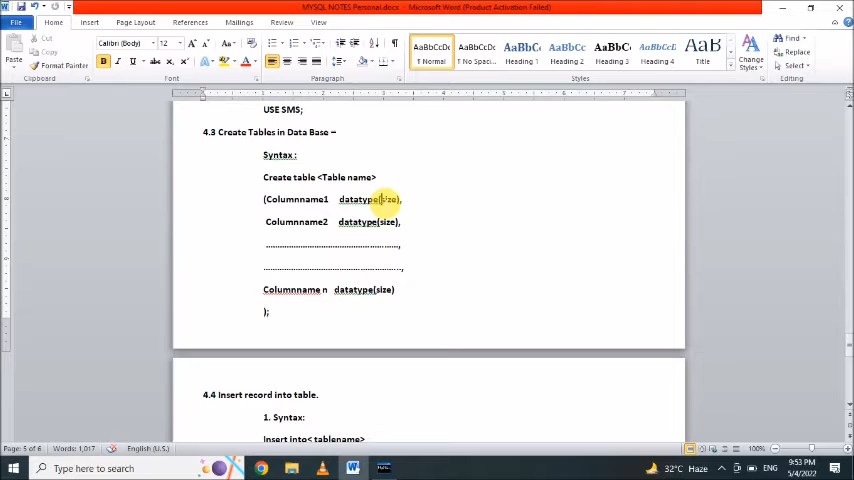 MYSQL NOTES Personal.docx - Microsoft Word (Product Activation Failed)
File Home Insert Page Layout References Mailings Review View
Paste Cut Copy Format Painter
Calibri (Body) 12
B I U abc
AaBbCcDc AaBbCcDc AaBbC AaBbCc AaBbCc AaBbCc AaB
1 Normal 1 No Spaci... Heading 1 Heading 2 Heading 3 Heading 4 Title
Change Styles
Find Replace Select
Clipboard Font Paragraph Styles Editing
USE SMS;
4.3 Create Tables in Data Base –
Syntax :
Create table <Table name>
(Columnname1 datatype(size),
Columnname2 datatype(size),
………………………………………………,
………………………………………………..,
Columnname n datatype(size)
);
4.4 Insert record into table.
1. Syntax:
Insert into< tablename>
Page: 5 of 6 Words: 1,017 English (U.S.) 100%
Type here to search 32°C Haze ENG 9:53 PM
5/4/2022